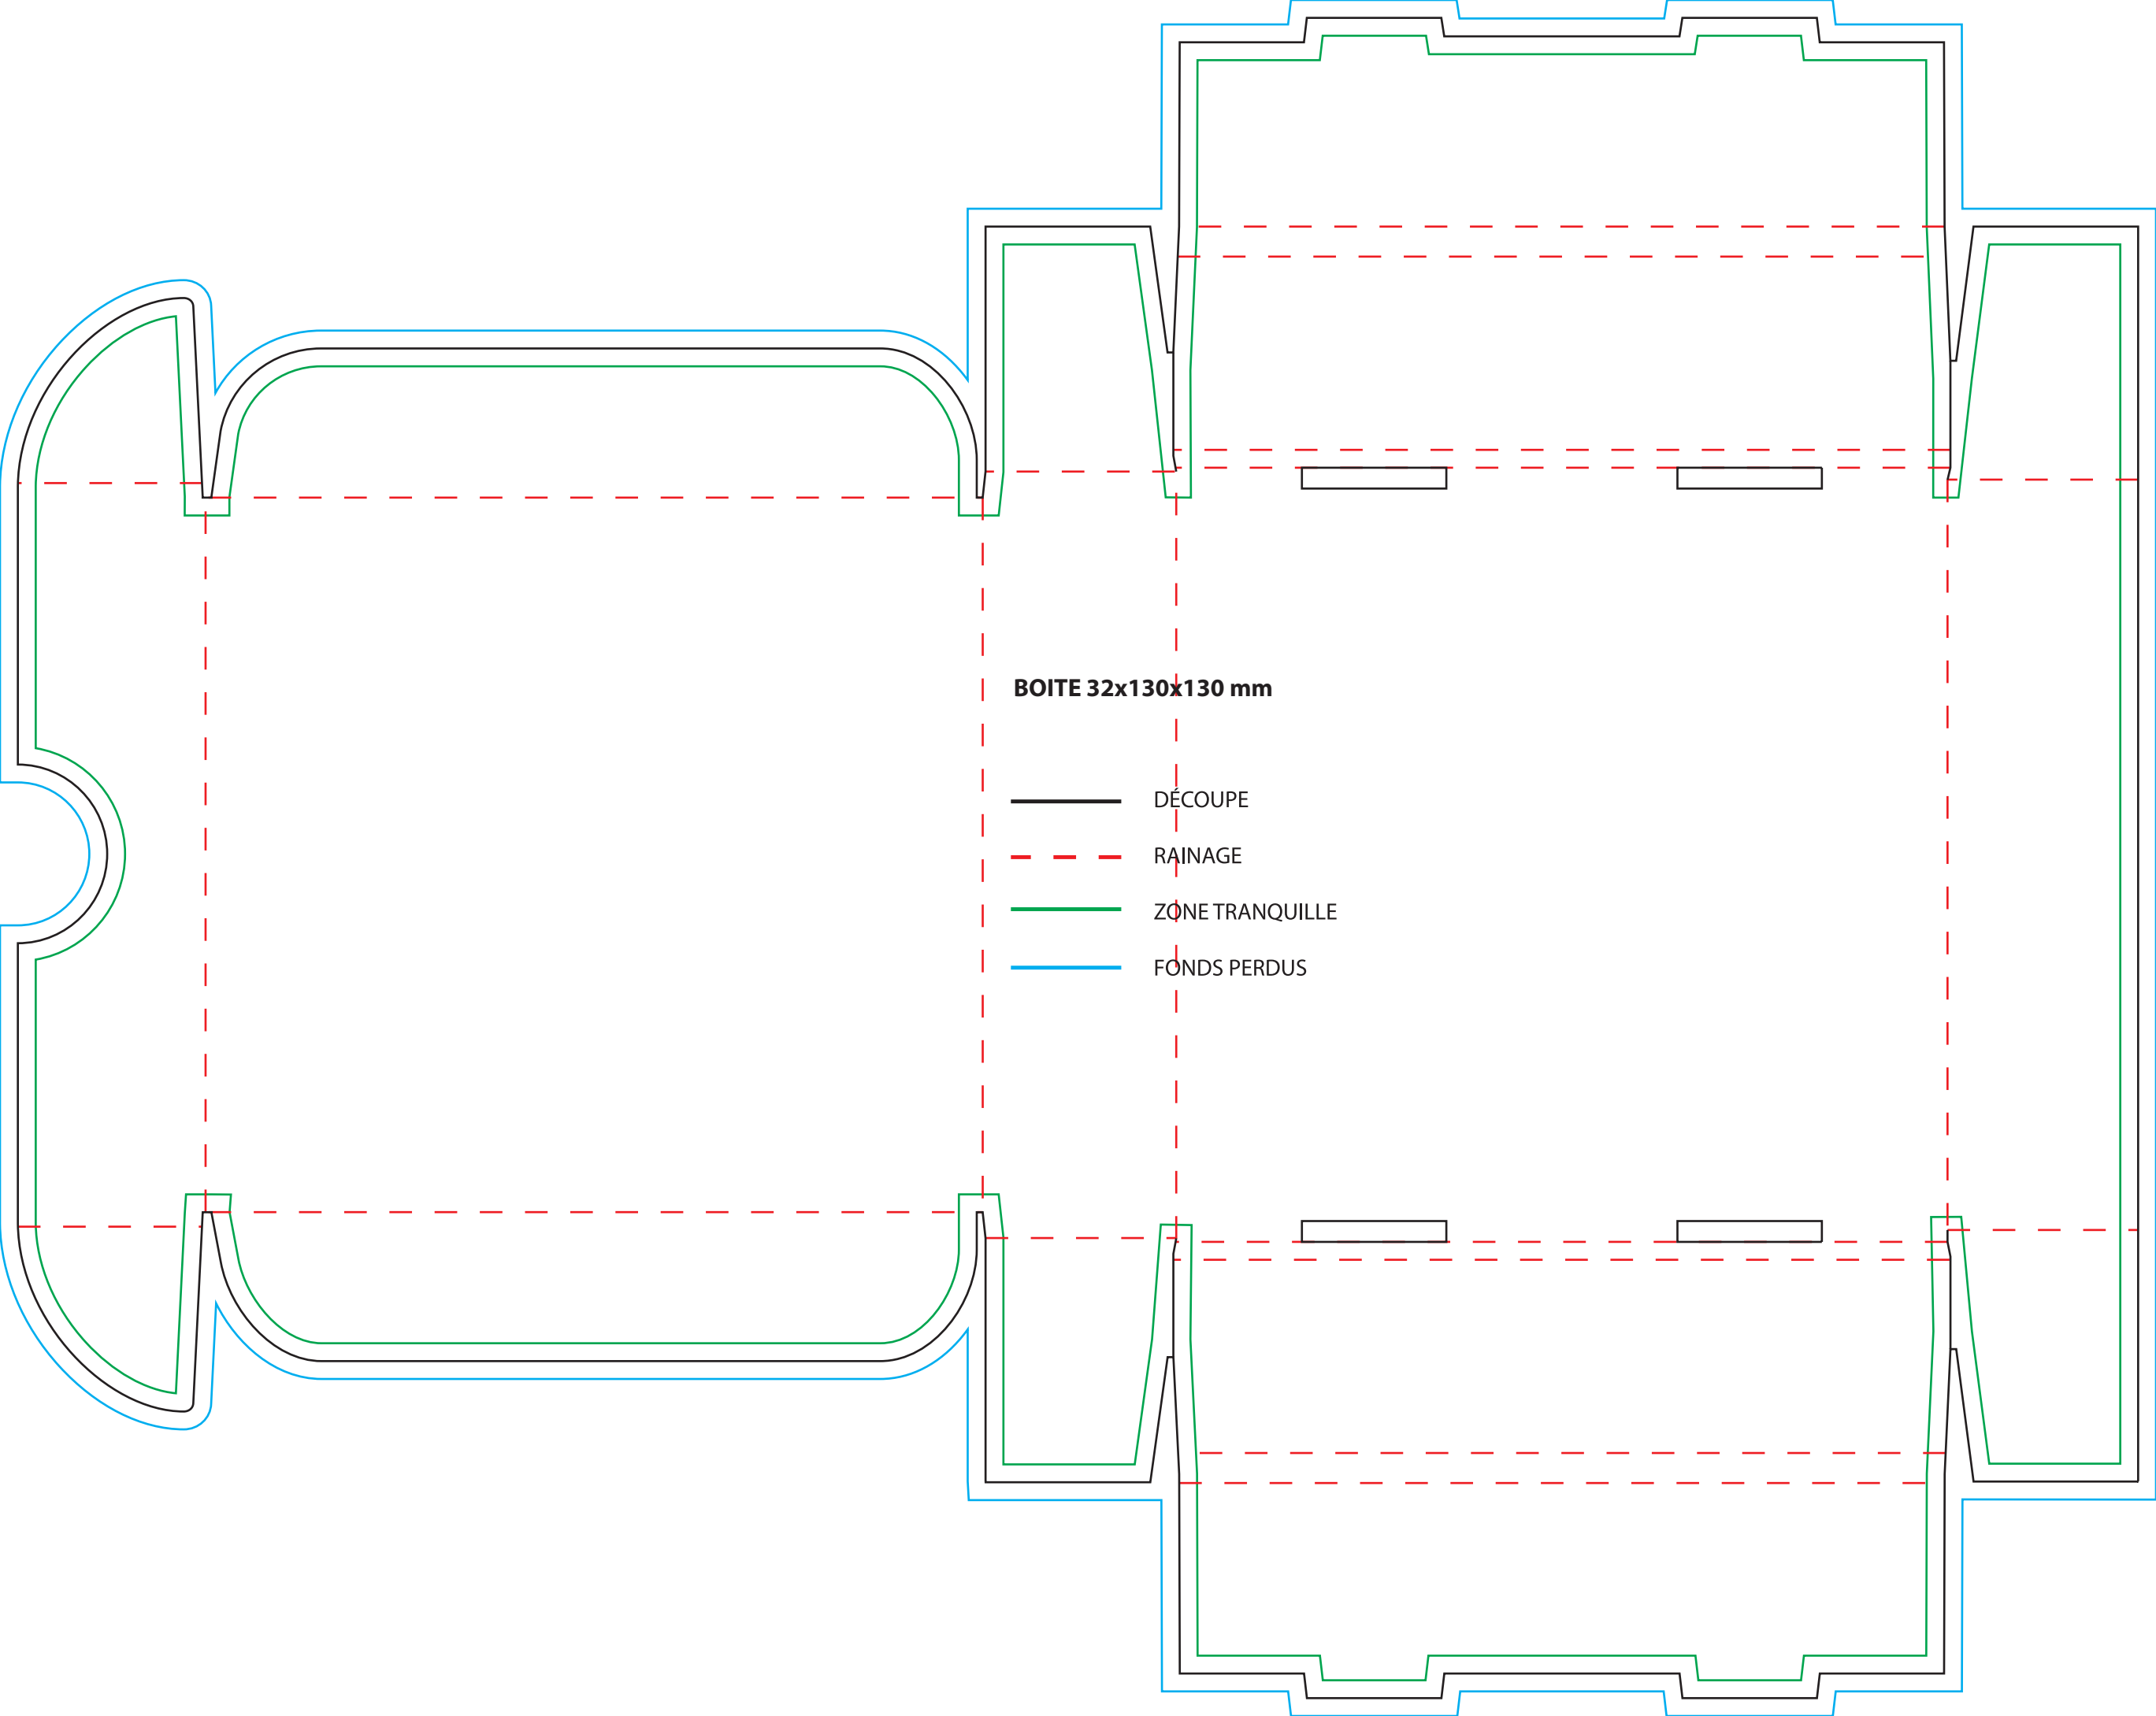 BOITE 32x130x130 mm
DÉCOUPE
RAINAGE
ZONE TRANQUILLE
FONDS PERDUS